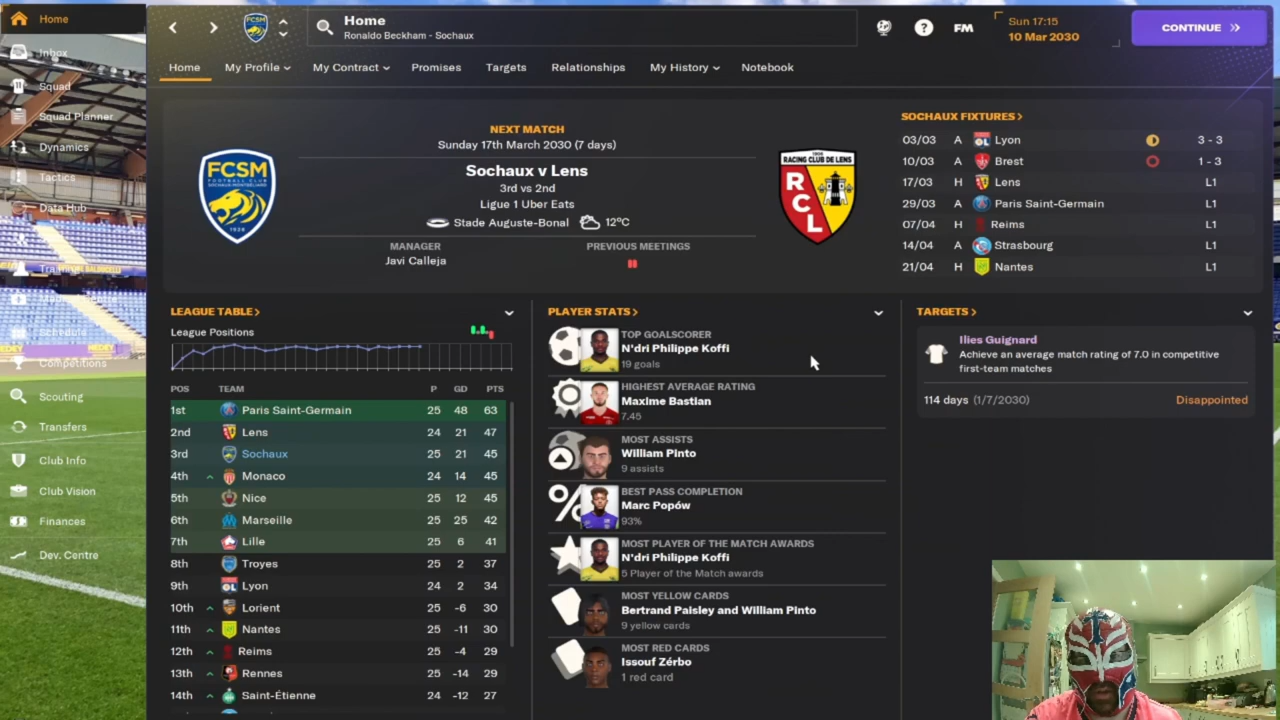 Home
Home
Ronaldo Beckham - Sochaux
FM
Sun 17:15
10 Mar 2030
CONTINUE
Inbox
Squad
Squad Planner
Dynamics
Tactics
Data Hub
Schedule
Competitions
Scouting
Transfers
Club Info
Club Vision
Finances
Dev. Centre
Home
My Profile
My Contract
Promises
Targets
Relationships
My History
Notebook
FCSM
NEXT MATCH
Sunday 17th March 2030 (7 days)
Sochaux v Lens
3rd vs 2nd
Ligue 1 Uber Eats
Stade Auguste-Bonal 12°C
MANAGER
Javi Calleja
PREVIOUS MEETINGS
RACING CLUB DE LENS
RCL
SOCHAUX FIXTURES >
03/03 A Lyon 3 - 3
10/03 A Brest 1 - 3
17/03 H Lens L1
29/03 A Paris Saint-Germain L1
07/04 H Reims L1
14/04 A Strasbourg L1
21/04 H Nantes L1
LEAGUE TABLE >
League Positions
POS TEAM P GD PTS
1st Paris Saint-Germain 25 48 63
2nd Lens 24 21 47
3rd Sochaux 25 21 45
4th Monaco 24 14 45
5th Nice 25 12 45
6th Marseille 25 25 42
7th Lille 25 6 41
8th Troyes 25 2 37
9th Lyon 24 2 34
10th Lorient 25 -6 30
11th Nantes 25 -11 30
12th Reims 25 -4 29
13th Rennes 25 -14 29
14th Saint-Étienne 24 -12 27
PLAYER STATS >
TOP GOALSCORER
N'dri Philippe Koffi
19 goals
HIGHEST AVERAGE RATING
Maxime Bastian
7.45
MOST ASSISTS
William Pinto
9 assists
BEST PASS COMPLETION
Marc Popów
93%
MOST PLAYER OF THE MATCH AWARDS
N'dri Philippe Koffi
5 Player of the Match awards
MOST YELLOW CARDS
Bertrand Paisley and William Pinto
9 yellow cards
MOST RED CARDS
Issouf Zérbo
1 red card
TARGETS >
Ilies Guignard
Achieve an average match rating of 7.0 in competitive
first-team matches
114 days (1/7/2030) Disappointed